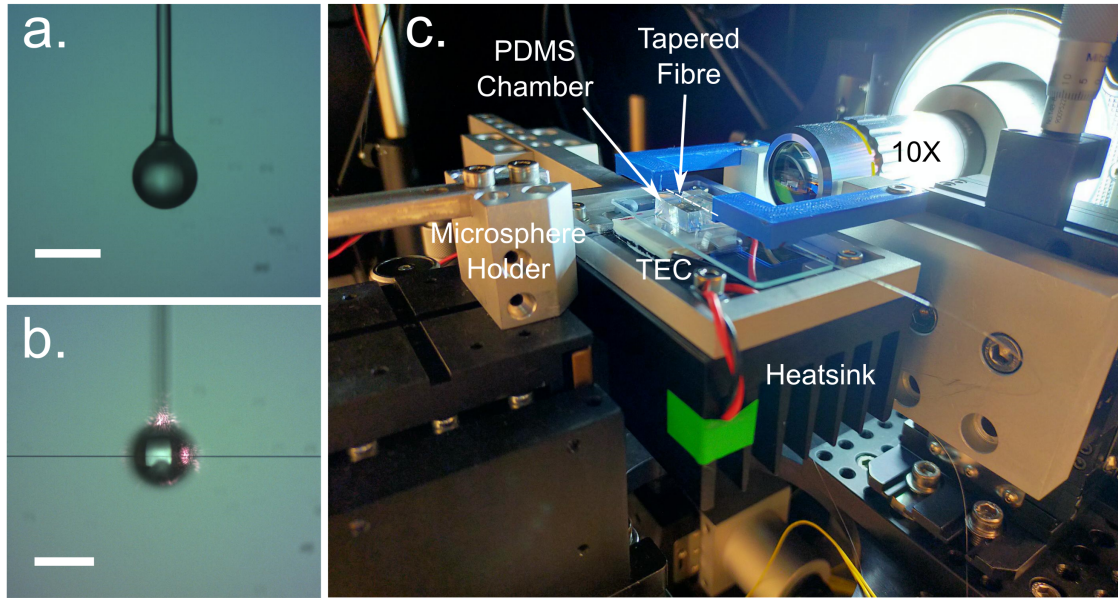 a.
b.
c.
PDMS
Chamber
Tapered
Fibre
10X
Microsphere
Holder
TEC
Heatsink